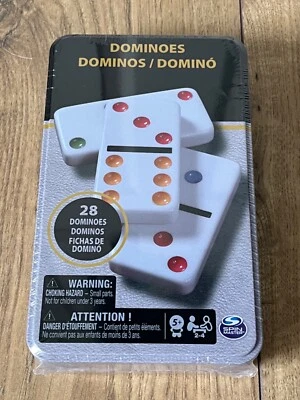 DOMINOES
DOMINOS / DOMINÓ
28
DOMINOES
DOMINOS
FICHAS DE
DOMINÓ
WARNING:
CHOKING HAZARD — Small parts.
Not for children under 3 years.
ATTENTION !
DANGER D'ÉTOUFFEMENT — Contient de petits éléments.
Ne convient pas aux enfants de moins de 3 ans.
5+
2-4
SPIN
MASTER